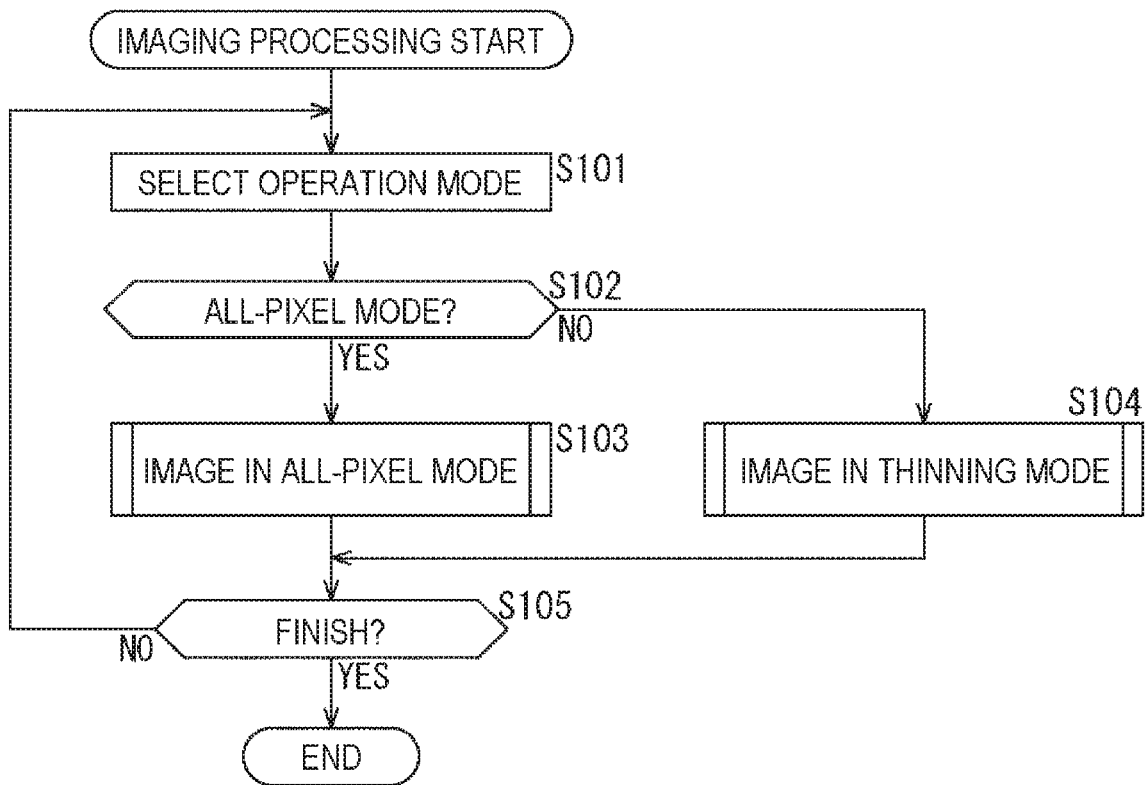 IMAGING PROCESSING START
SELECT OPERATION MODE
S101
ALL-PIXEL MODE?
S102
NO
YES
IMAGE IN ALL-PIXEL MODE
S103
IMAGE IN THINNING MODE
S104
FINISH?
S105
NO
YES
END